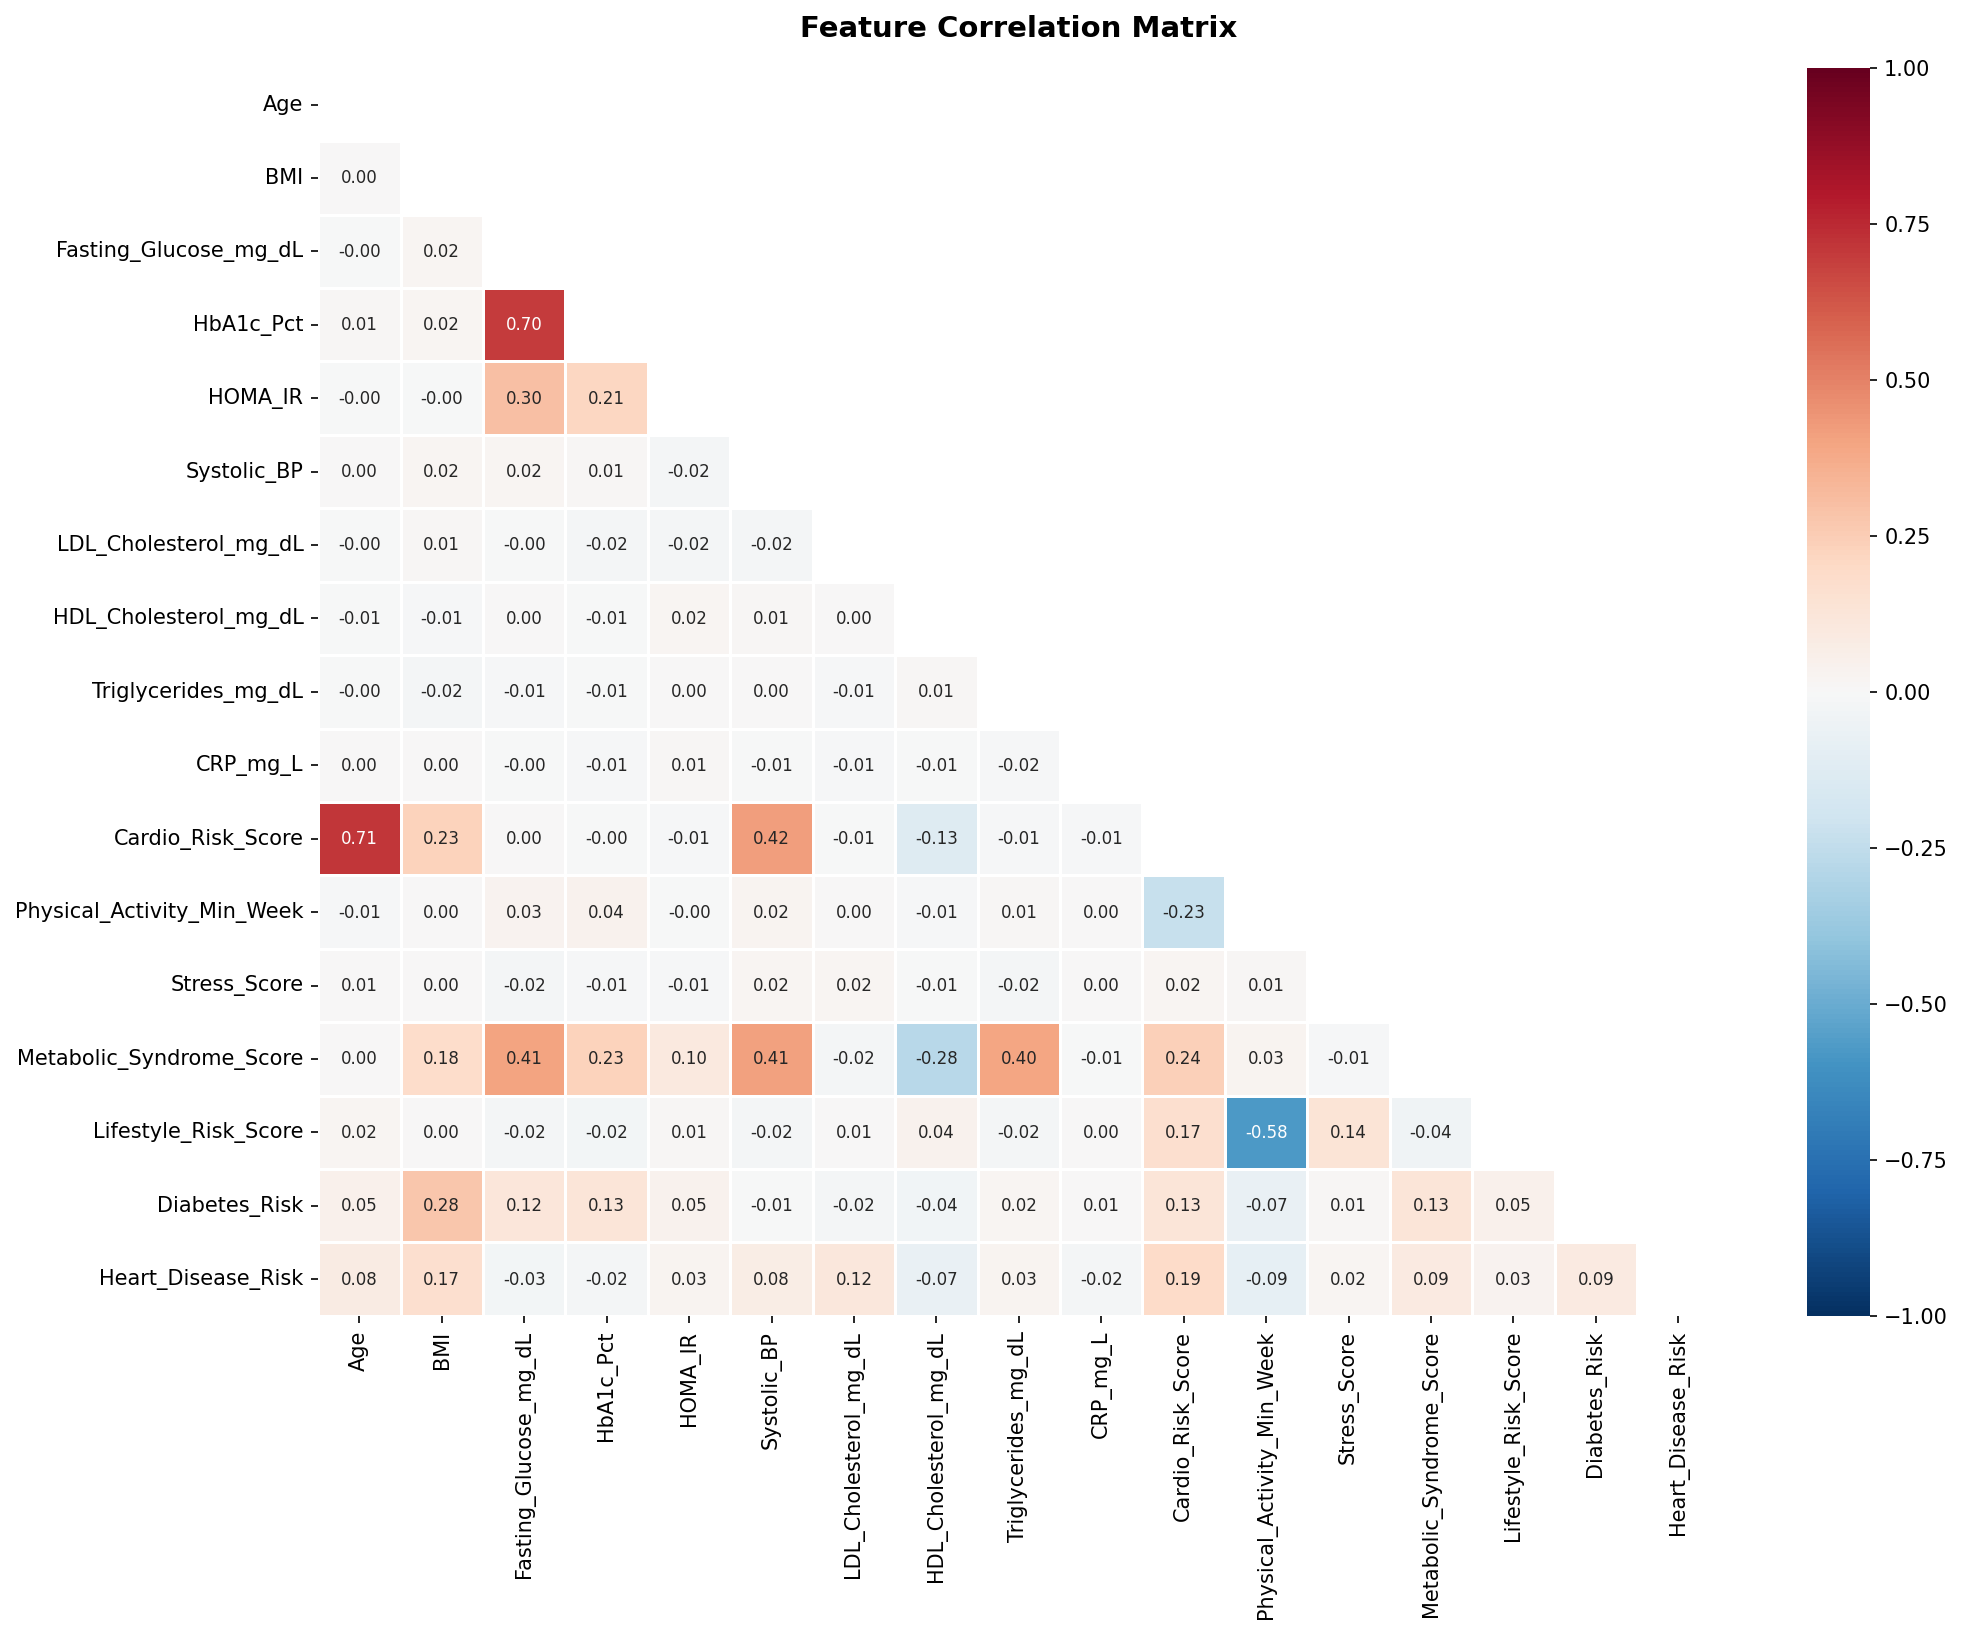 Feature Correlation Matrix
Age
BMI 0.00
Fasting_Glucose_mg_dL -0.00 0.02
HbA1c_Pct 0.01 0.02 0.70
HOMA_IR -0.00 -0.00 0.30 0.21
Systolic_BP 0.00 0.02 0.02 0.01 -0.02
LDL_Cholesterol_mg_dL -0.00 0.01 -0.00 -0.02 -0.02 -0.02
HDL_Cholesterol_mg_dL -0.01 -0.01 0.00 -0.01 0.02 0.01 0.00
Triglycerides_mg_dL -0.00 -0.02 -0.01 -0.01 0.00 0.00 -0.01 0.01
CRP_mg_L 0.00 0.00 -0.00 -0.01 0.01 -0.01 -0.01 -0.01 -0.02
Cardio_Risk_Score 0.71 0.23 0.00 -0.00 -0.01 0.42 -0.01 -0.13 -0.01 -0.01
Physical_Activity_Min_Week -0.01 0.00 0.03 0.04 -0.00 0.02 0.00 -0.01 0.01 0.00 -0.23
Stress_Score 0.01 0.00 -0.02 -0.01 -0.01 0.02 0.02 -0.01 -0.02 0.00 0.02 0.01
Metabolic_Syndrome_Score 0.00 0.18 0.41 0.23 0.10 0.41 -0.02 -0.28 0.40 -0.01 0.24 0.03 -0.01
Lifestyle_Risk_Score 0.02 0.00 -0.02 -0.02 0.01 -0.02 0.01 0.04 -0.02 0.00 0.17 -0.58 0.14 -0.04
Diabetes_Risk 0.05 0.28 0.12 0.13 0.05 -0.01 -0.02 -0.04 0.02 0.01 0.13 -0.07 0.01 0.13 0.05
Heart_Disease_Risk 0.08 0.17 -0.03 -0.02 0.03 0.08 0.12 -0.07 0.03 -0.02 0.19 -0.09 0.02 0.09 0.03 0.09
Age
BMI
Fasting_Glucose_mg_dL
HbA1c_Pct
HOMA_IR
Systolic_BP
LDL_Cholesterol_mg_dL
HDL_Cholesterol_mg_dL
Triglycerides_mg_dL
CRP_mg_L
Cardio_Risk_Score
Physical_Activity_Min_Week
Stress_Score
Metabolic_Syndrome_Score
Lifestyle_Risk_Score
Diabetes_Risk
Heart_Disease_Risk
1.00
0.75
0.50
0.25
0.00
−0.25
−0.50
−0.75
−1.00